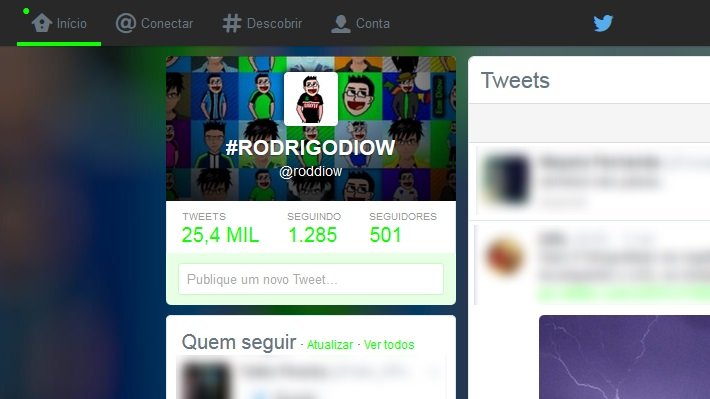 Início
Conectar
Descobrir
Conta
#RODRIGODIOW
@roddiow
TWEETS SEGUINDO SEGUIDORES
25,4 MIL 1.285 501
Publique um novo Tweet...
Quem seguir · Atualizar · Ver todos
Tweets